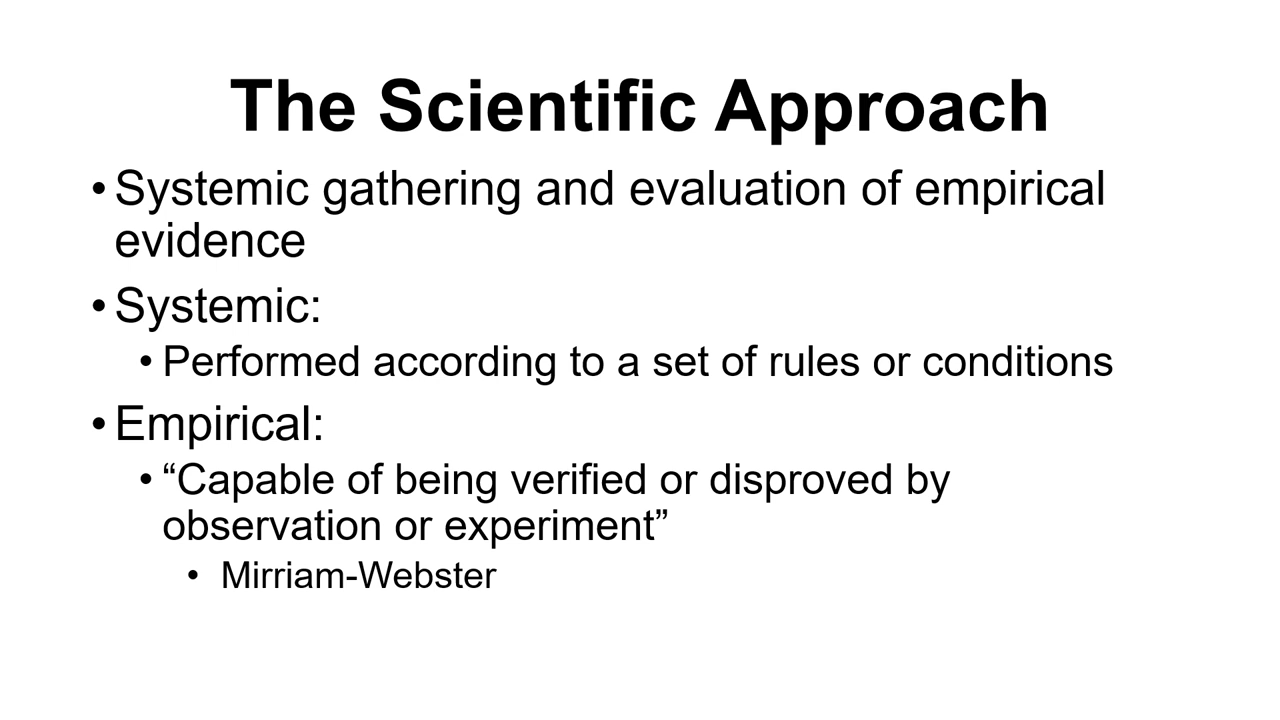 The Scientific Approach
• Systemic gathering and evaluation of empirical
evidence
• Systemic:
• Performed according to a set of rules or conditions
• Empirical:
• “Capable of being verified or disproved by
observation or experiment”
• Mirriam-Webster